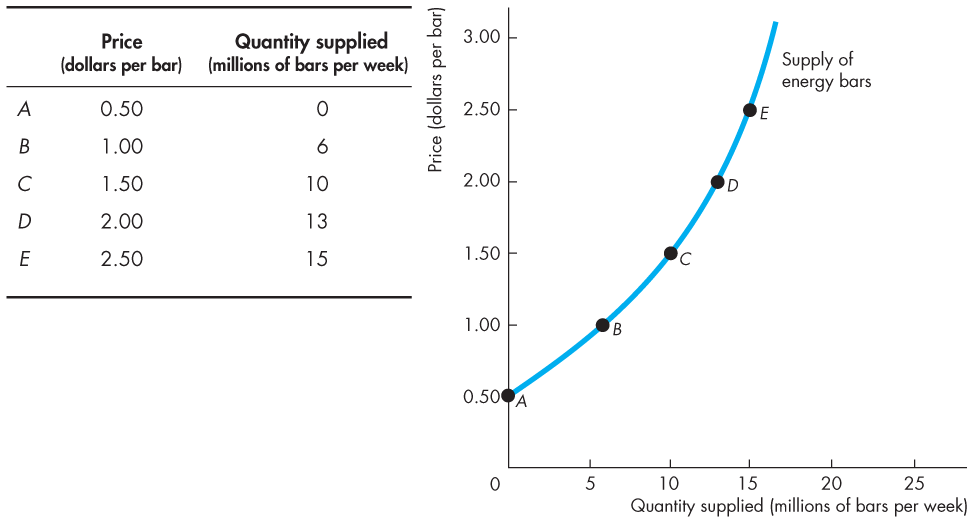 Price Quantity supplied
(dollars per bar) (millions of bars per week)
A 0.50 0
B 1.00 6
C 1.50 10
D 2.00 13
E 2.50 15
Price (dollars per bar)
3.00
2.50
2.00
1.50
1.00
0.50
Supply of
energy bars
E
D
C
B
A
0 5 10 15 20 25
Quantity supplied (millions of bars per week)